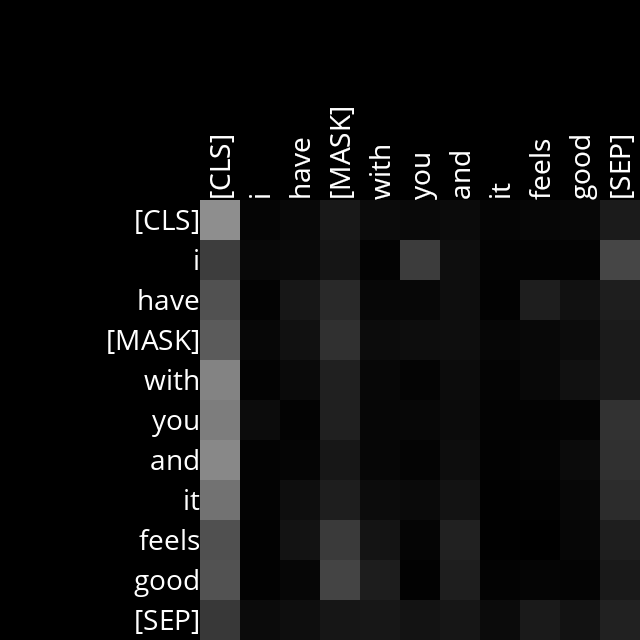 [CLS] i have [MASK] with you and it feels good [SEP]
[CLS]
i
have
[MASK]
with
you
and
it
feels
good
[SEP]